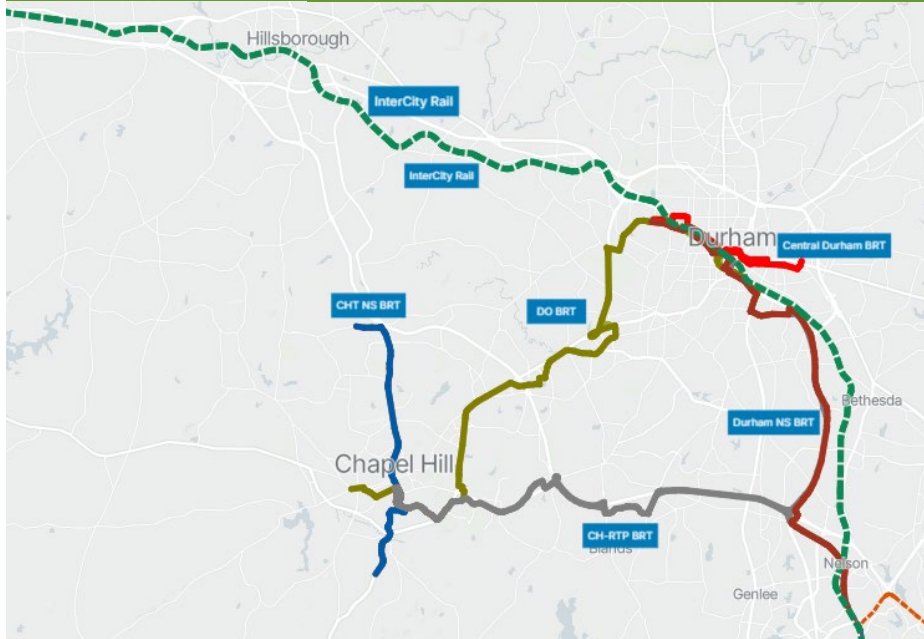 Hillsborough
InterCity Rail
InterCity Rail
Durham
Central Durham BRT
CHT NS BRT
DO BRT
Bethesda
Durham NS BRT
Chapel Hill
CH-RTP BRT
Blands
Nelson
Genlee